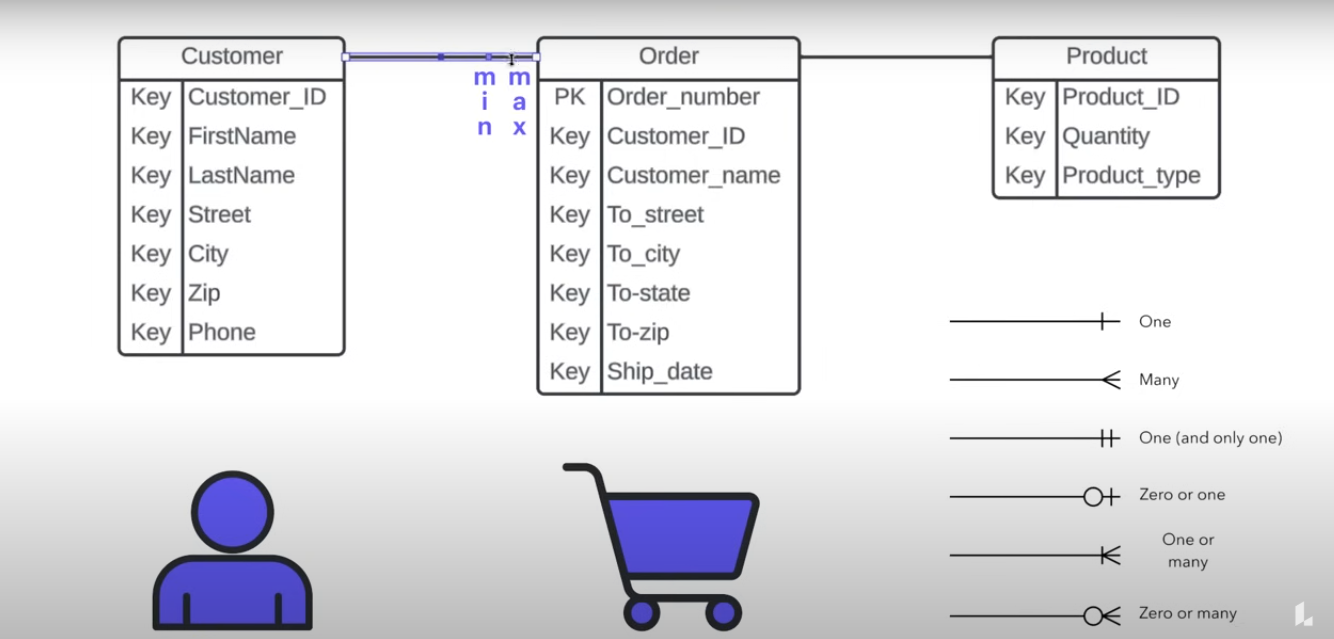 Customer
Key Customer_ID
Key FirstName
Key LastName
Key Street
Key City
Key Zip
Key Phone
min max
Order
PK Order_number
Key Customer_ID
Key Customer_name
Key To_street
Key To_city
Key To-state
Key To-zip
Key Ship_date
Product
Key Product_ID
Key Quantity
Key Product_type
One
Many
One (and only one)
Zero or one
One or
many
Zero or many